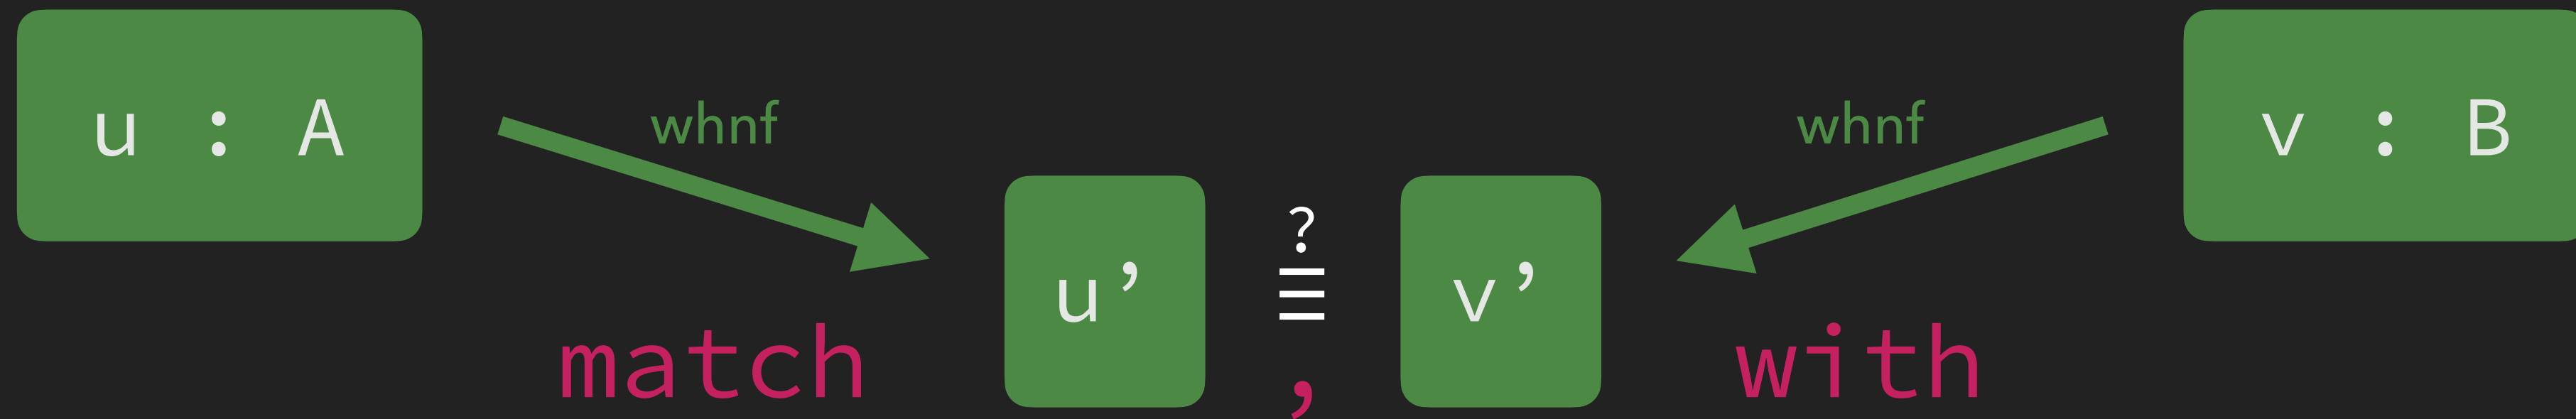 u : A
whnf
whnf
v : B
u’ ?≡ v’
match , with